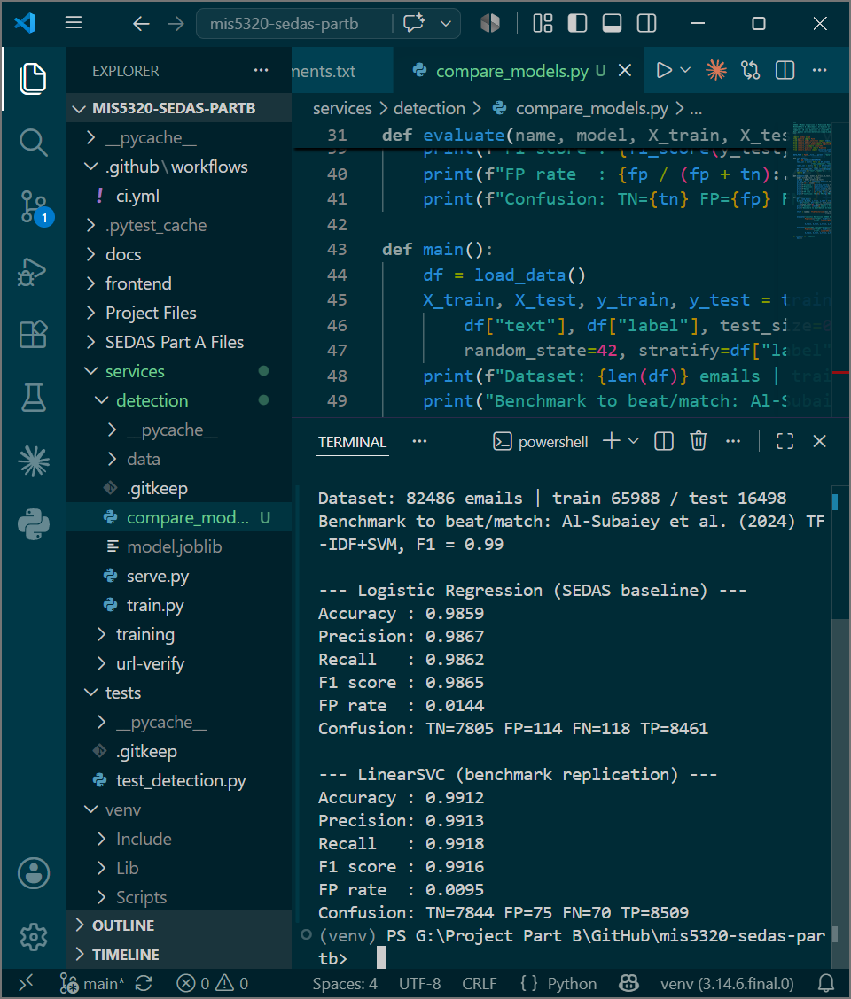 mis5320-sedas-partb
EXPLORER
MIS5320-SEDAS-PARTB
__pycache__
.github\workflows
! ci.yml
.pytest_cache
docs
frontend
Project Files
SEDAS Part A Files
services
detection
__pycache__
data
.gitkeep
compare_mod... U
model.joblib
serve.py
train.py
training
url-verify
tests
__pycache__
.gitkeep
test_detection.py
venv
Include
Lib
Scripts
OUTLINE
TIMELINE
1
ments.txt
compare_models.py U
services > detection > compare_models.py > ...
31 def evaluate(name, model, X_train, X_tes
40 print(f"FP rate  : {fp / (fp + tn):.
41 print(f"Confusion: TN={tn} FP={fp} F
42
43 def main():
44 df = load_data()
45 X_train, X_test, y_train, y_test = train
46 df["text"], df["label"], test_size=0
47 random_state=42, stratify=df["label"
48 print(f"Dataset: {len(df)} emails | trai
49 print("Benchmark to beat/match: Al-Subai
TERMINAL
powershell
Dataset: 82486 emails | train 65988 / test 16498
Benchmark to beat/match: Al-Subaiey et al. (2024) TF
-IDF+SVM, F1 = 0.99
--- Logistic Regression (SEDAS baseline) ---
Accuracy : 0.9859
Precision: 0.9867
Recall   : 0.9862
F1 score : 0.9865
FP rate  : 0.0144
Confusion: TN=7805 FP=114 FN=118 TP=8461
--- LinearSVC (benchmark replication) ---
Accuracy : 0.9912
Precision: 0.9913
Recall   : 0.9918
F1 score : 0.9916
FP rate  : 0.0095
Confusion: TN=7844 FP=75 FN=70 TP=8509
(venv) PS G:\Project Part B\GitHub\mis5320-sedas-par
tb>
main* 0 0 Spaces: 4 UTF-8 CRLF { } Python venv (3.14.6.final.0)